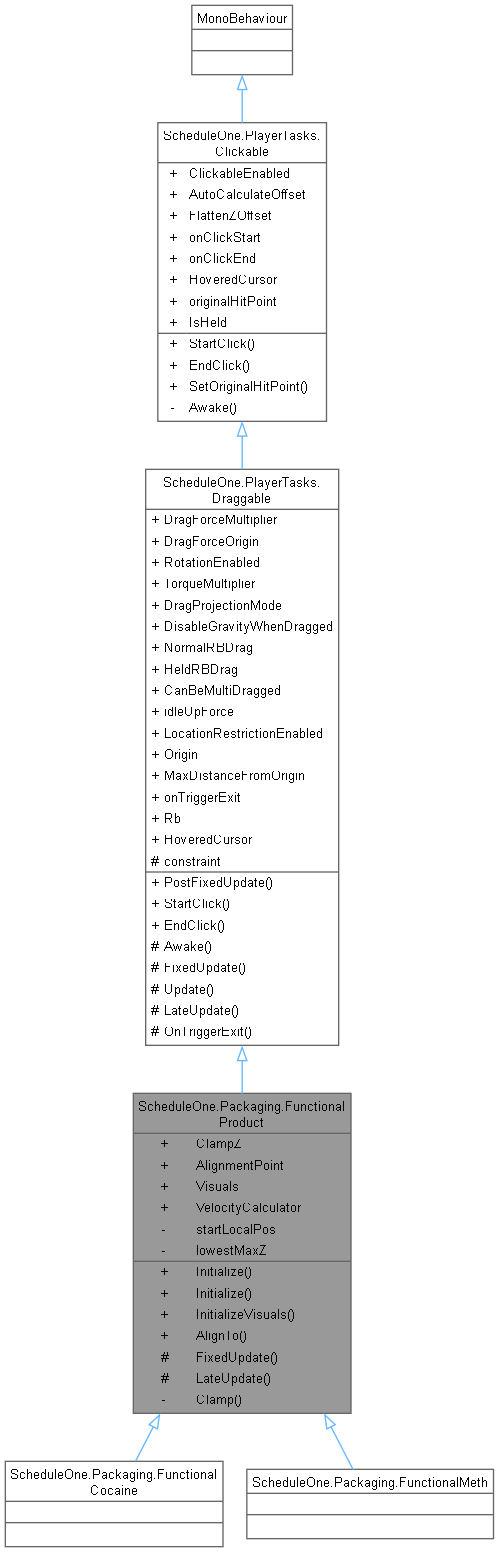 MonoBehaviour
ScheduleOne.PlayerTasks.
Clickable
+ ClickableEnabled
+ AutoCalculateOffset
+ FlattenZOffset
+ onClickStart
+ onClickEnd
+ HoveredCursor
+ originalHitPoint
+ IsHeld
+ StartClick()
+ EndClick()
+ SetOriginalHitPoint()
- Awake()
ScheduleOne.PlayerTasks.
Draggable
+ DragForceMultiplier
+ DragForceOrigin
+ RotationEnabled
+ TorqueMultiplier
+ DragProjectionMode
+ DisableGravityWhenDragged
+ NormalRBDrag
+ HeldRBDrag
+ CanBeMultiDragged
+ IdleUpForce
+ LocationRestrictionEnabled
+ Origin
+ MaxDistanceFromOrigin
+ onTriggerExit
+ Rb
+ HoveredCursor
# constraint
+ PostFixedUpdate()
+ StartClick()
+ EndClick()
# Awake()
# FixedUpdate()
# Update()
# LateUpdate()
# OnTriggerExit()
ScheduleOne.Packaging.Functional
Product
+ ClampZ
+ AlignmentPoint
+ Visuals
+ VelocityCalculator
- startLocalPos
- lowestMaxZ
+ Initialize()
+ Initialize()
+ InitializeVisuals()
+ AlignTo()
# FixedUpdate()
# LateUpdate()
- Clamp()
ScheduleOne.Packaging.Functional
Cocaine
ScheduleOne.Packaging.FunctionalMeth